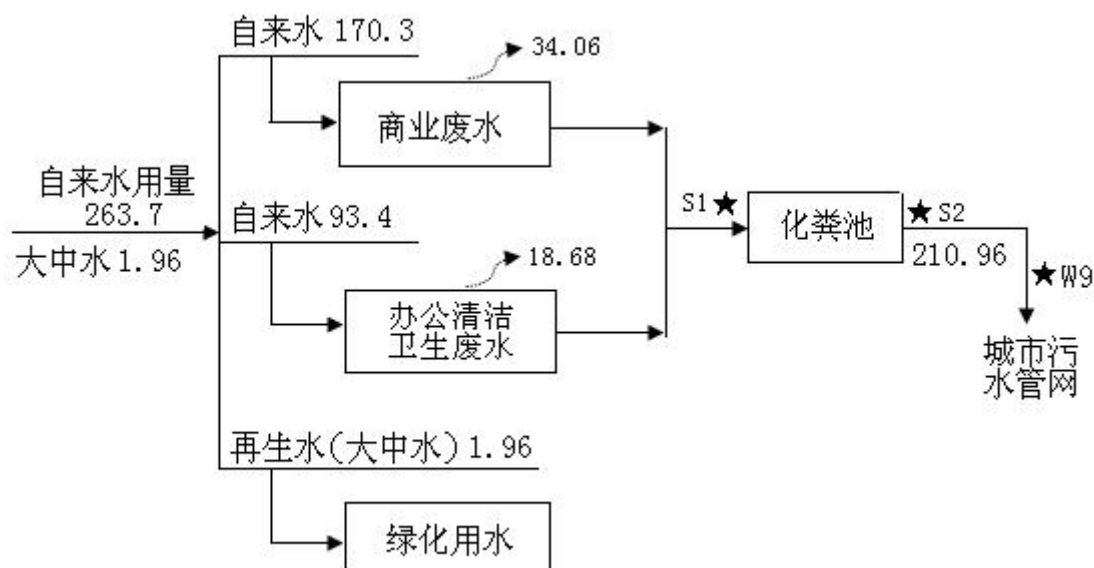 自来水 170.3
34.06
商业废水
自来水用量
263.7
大中水 1.96
自来水 93.4
18.68
办公清洁
卫生废水
S1★
化粪池
★S2
210.96
★W9
城市污
水管网
再生水(大中水) 1.96
绿化用水